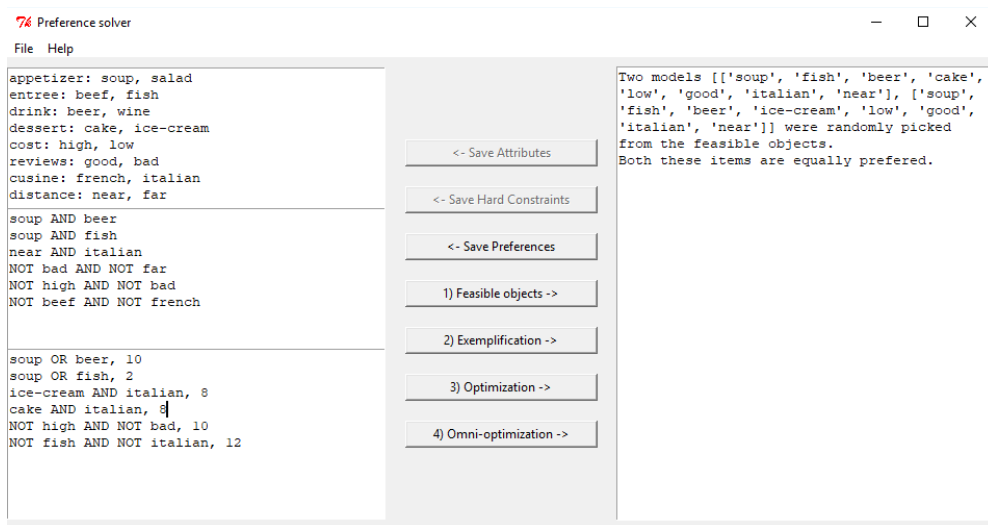 Preference solver
File Help
appetizer: soup, salad
entree: beef, fish
drink: beer, wine
dessert: cake, ice-cream
cost: high, low
reviews: good, bad
cusine: french, italian
distance: near, far
soup AND beer
soup AND fish
near AND italian
NOT bad AND NOT far
NOT high AND NOT bad
NOT beef AND NOT french
soup OR beer, 10
soup OR fish, 2
ice-cream AND italian, 8
cake AND italian, 8
NOT high AND NOT bad, 10
NOT fish AND NOT italian, 12
<- Save Attributes
<- Save Hard Constraints
<- Save Preferences
1) Feasible objects ->
2) Exemplification ->
3) Optimization ->
4) Omni-optimization ->
Two models [['soup', 'fish', 'beer', 'cake',
'low', 'good', 'italian', 'near'], ['soup',
'fish', 'beer', 'ice-cream', 'low', 'good',
'italian', 'near']] were randomly picked
from the feasible objects.
Both these items are equally prefered.